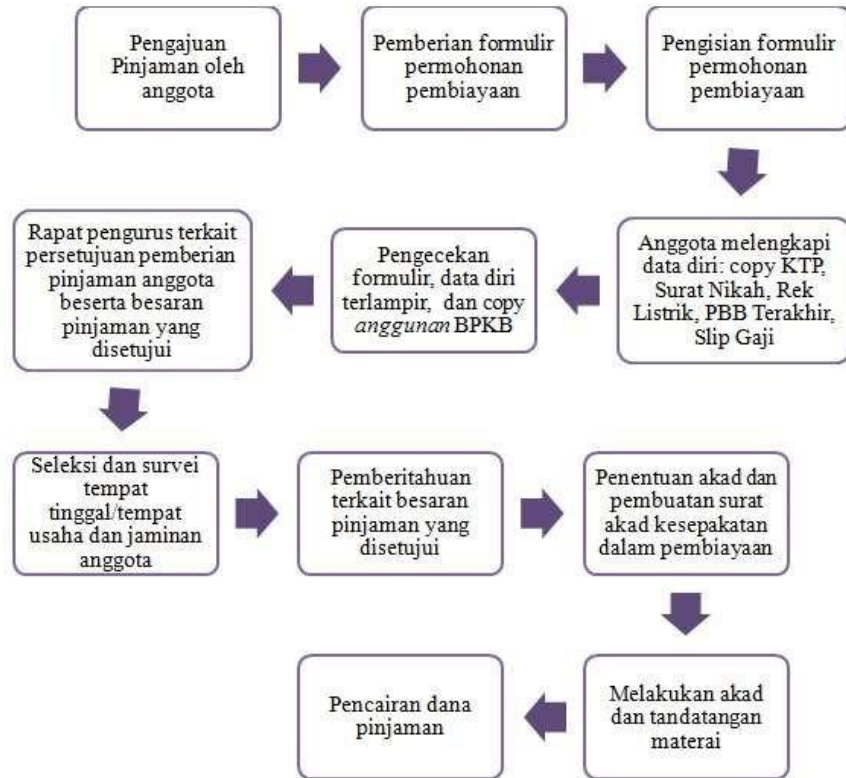 Pengajuan
Pinjaman oleh
anggota
Pemberian formulir
permohonan
pembiayaan
Pengisian formulir
permohonan
pembiayaan
Anggota melengkapi
data diri: copy KTP,
Surat Nikah, Rek
Listrik, PBB Terakhir,
Slip Gaji
Pengecekan
formulir, data diri
terlampir, dan copy
anggunan BPKB
Rapat pengurus terkait
persetujuan pemberian
pinjaman anggota
beserta besaran
pinjaman yang
disetujui
Seleksi dan survei
tempat
tinggal/tempat
usaha dan jaminan
anggota
Pemberitahuan
terkait besaran
pinjaman yang
disetujui
Penentuan akad dan
pembuatan surat
akad kesepakatan
dalam pembiayaan
Melakukan akad
dan tandatangan
materai
Pencairan dana
pinjaman